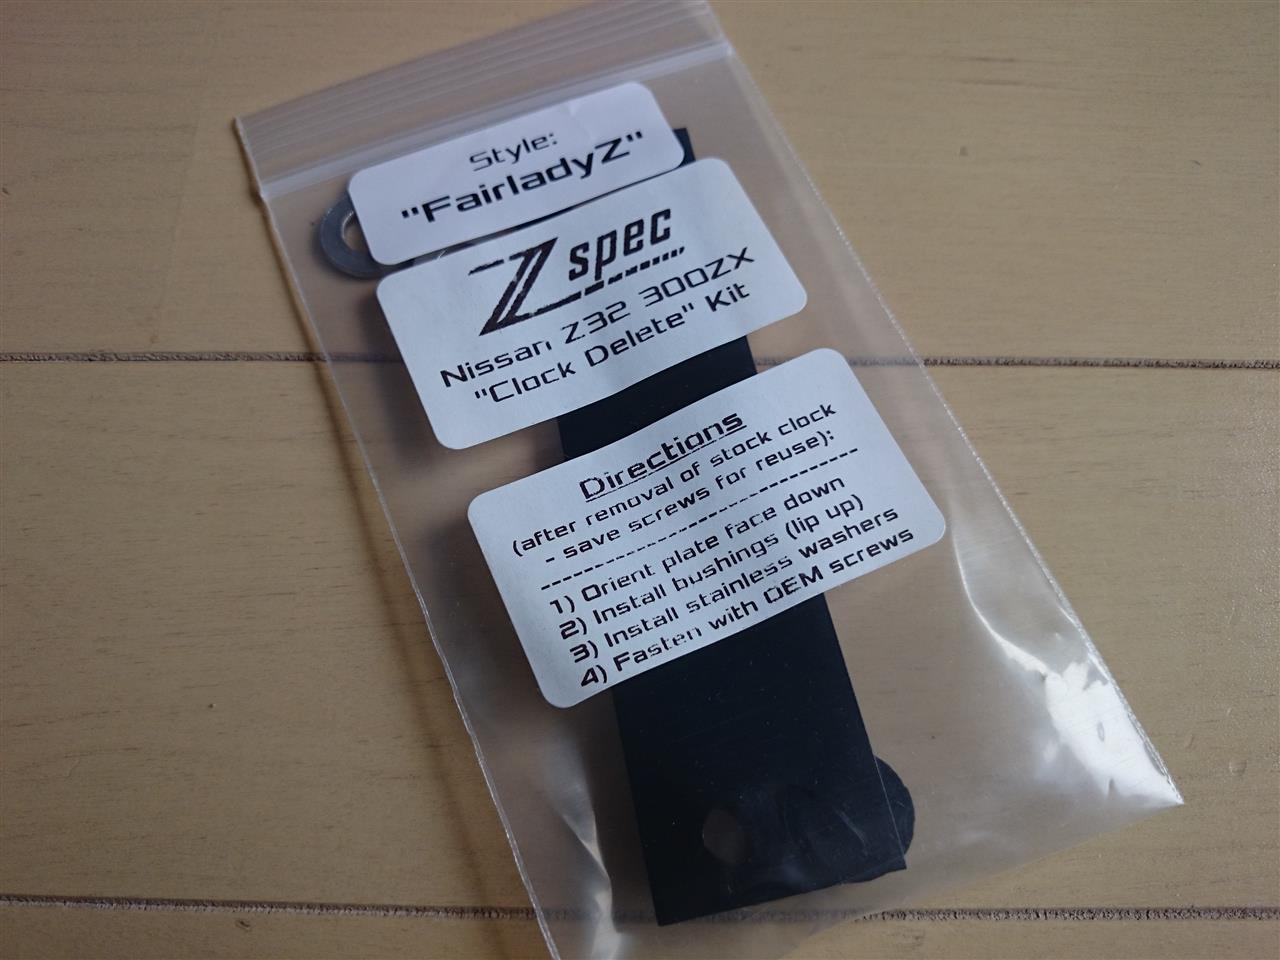 Style:
"FairladyZ"
Z spec
Nissan Z32 300ZX
"Clock Delete" Kit
Directions
(after removal of stock clock
- save screws for reuse):
--------------------------------
1) Orient plate face down
2) Install bushings (lip up)
3) Install stainless washers
4) Fasten with OEM screws